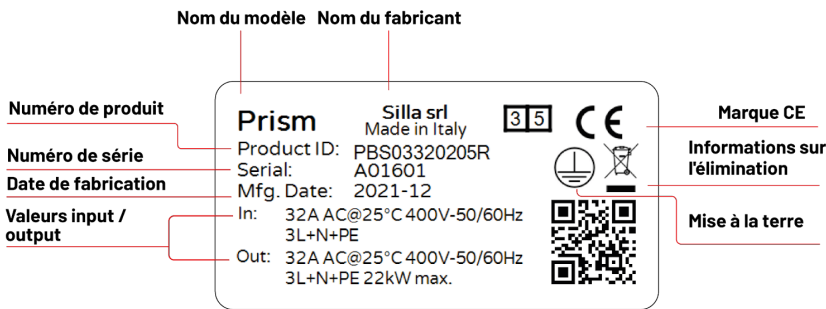 Nom du modèle
Nom du fabricant
Numéro de produit
Numéro de série
Date de fabrication
Valeurs input /
output
Prism
Silla srl
Made in Italy
35
CE
Product ID: PBS03320205R
Serial: A01601
Mfg. Date: 2021-12
In: 32A AC@25°C 400V-50/60Hz
3L+N+PE
Out: 32A AC@25°C 400V-50/60Hz
3L+N+PE 22kW max.
Marque CE
Informations sur
l'élimination
Mise à la terre